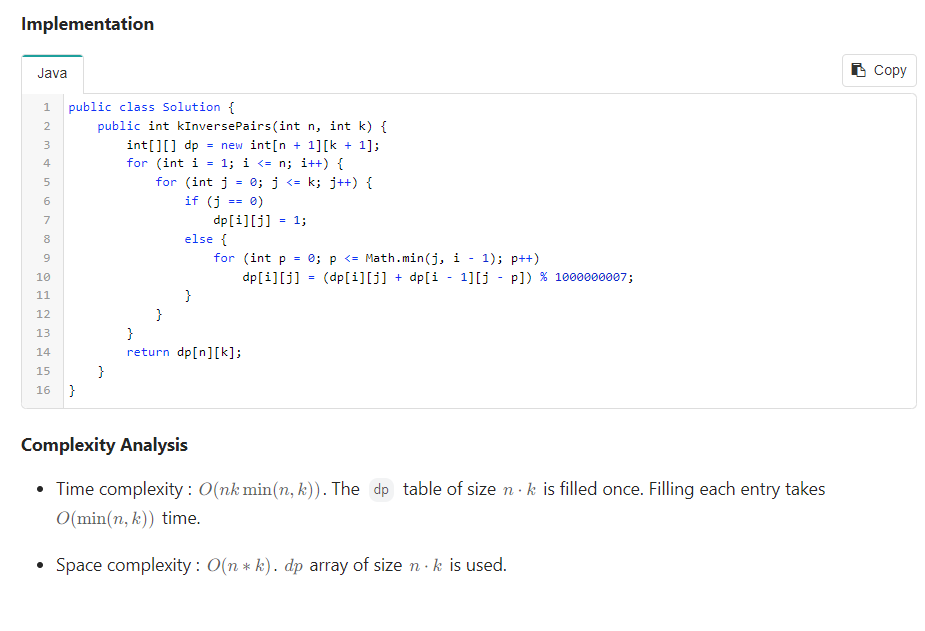 Implementation
Java
Copy
1 public class Solution {
2     public int kInversePairs(int n, int k) {
3         int[][] dp = new int[n + 1][k + 1];
4         for (int i = 1; i <= n; i++) {
5             for (int j = 0; j <= k; j++) {
6                 if (j == 0)
7                     dp[i][j] = 1;
8                 else {
9                     for (int p = 0; p <= Math.min(j, i - 1); p++)
10                         dp[i][j] = (dp[i][j] + dp[i - 1][j - p]) % 1000000007;
11                 }
12             }
13         }
14         return dp[n][k];
15     }
16 }
Complexity Analysis
• Time complexity : O(nk min(n, k)). The dp table of size n · k is filled once. Filling each entry takes
O(min(n, k)) time.
• Space complexity : O(n ∗ k). dp array of size n · k is used.